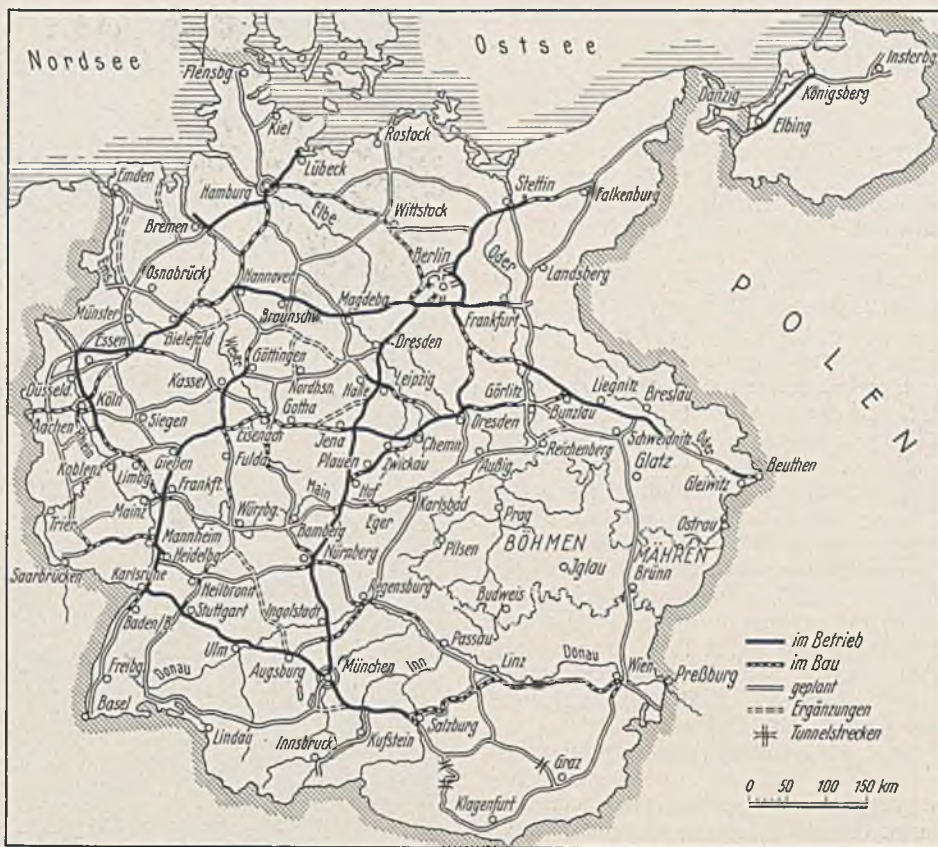 Nordsee
Ostsee
Flensbg
Kiel
Lübeck
Rostock
Danzig
Königsberg
Insterbg
Elbing
Emden
Hamburg
Bremen
Elbe
Wittstock
Stettin
Falkenburg
Ems
Osnabrück
Hannover
Berlin
Oder
Landsberg
POLEN
Münster
Magdebg
Braunschw.
Frankfurt
Essen
Bielefeld
Weser
Göttingen
Dresden
Düsseld.
Köln
Kassel
Nordhsn.
Halle
Leipzig
Görlitz
Liegnitz
Breslau
Bunzlau
Aachen
Rhein
Siegen
Eisenach
Gotha
Jena
Chemn.
Dresden
Schweidnitz
Oder
Koblenz
Limbg.
Gießen
Fulda
Plauen
Zwickau
Außig
Reichenberg
Glatz
Beuthen
Gleiwitz
Frankft.
Mainz
Main
Hof
Eger
Karlsbad
Trier
Würzbg.
Bamberg
Prag
Ostrau
Mannheim
Heidelbg
Nürnberg
Pilsen
BÖHMEN
MÄHREN
Saarbrücken
Karlsruhe
Heilbronn
Regensburg
Jglau
Brünn
Baden/B.
Stuttgart
Ingolstadt
Budweis
Ulm
Passau
Freibg.
Donau
Augsburg
München
Inn
Linz
Donau
Wien
Preßburg
Basel
Lindau
Innsbruck
Kufstein
Salzburg
Graz
Klagenfurt
im Betrieb
im Bau
geplant
Ergänzungen
Tunnelstrecken
0 50 100 150 km